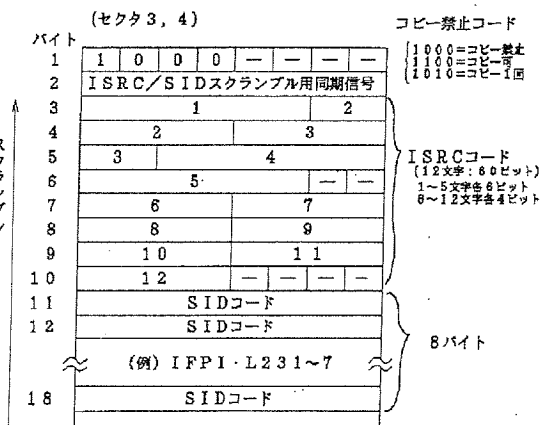 (セクタ3, 4)
コピー禁止コード
バイト
1 1 0 0 0 — — — —
1000=コピー禁止
1100=コピー可
1010=コピー1回
2 ISRC/SIDスクランブル用同期信号
3 1 2
4 2 3
5 3 4
ISRCコード
(12文字:60ビット)
1~5文字各6ビット
6~12文字各4ビット
6 5 — —
7 6 7
8 8 9
9 10 11
10 12 — — — —
11 SIDコード
12 SIDコード
(例) IFPI・L231~7
8バイト
18 SIDコード